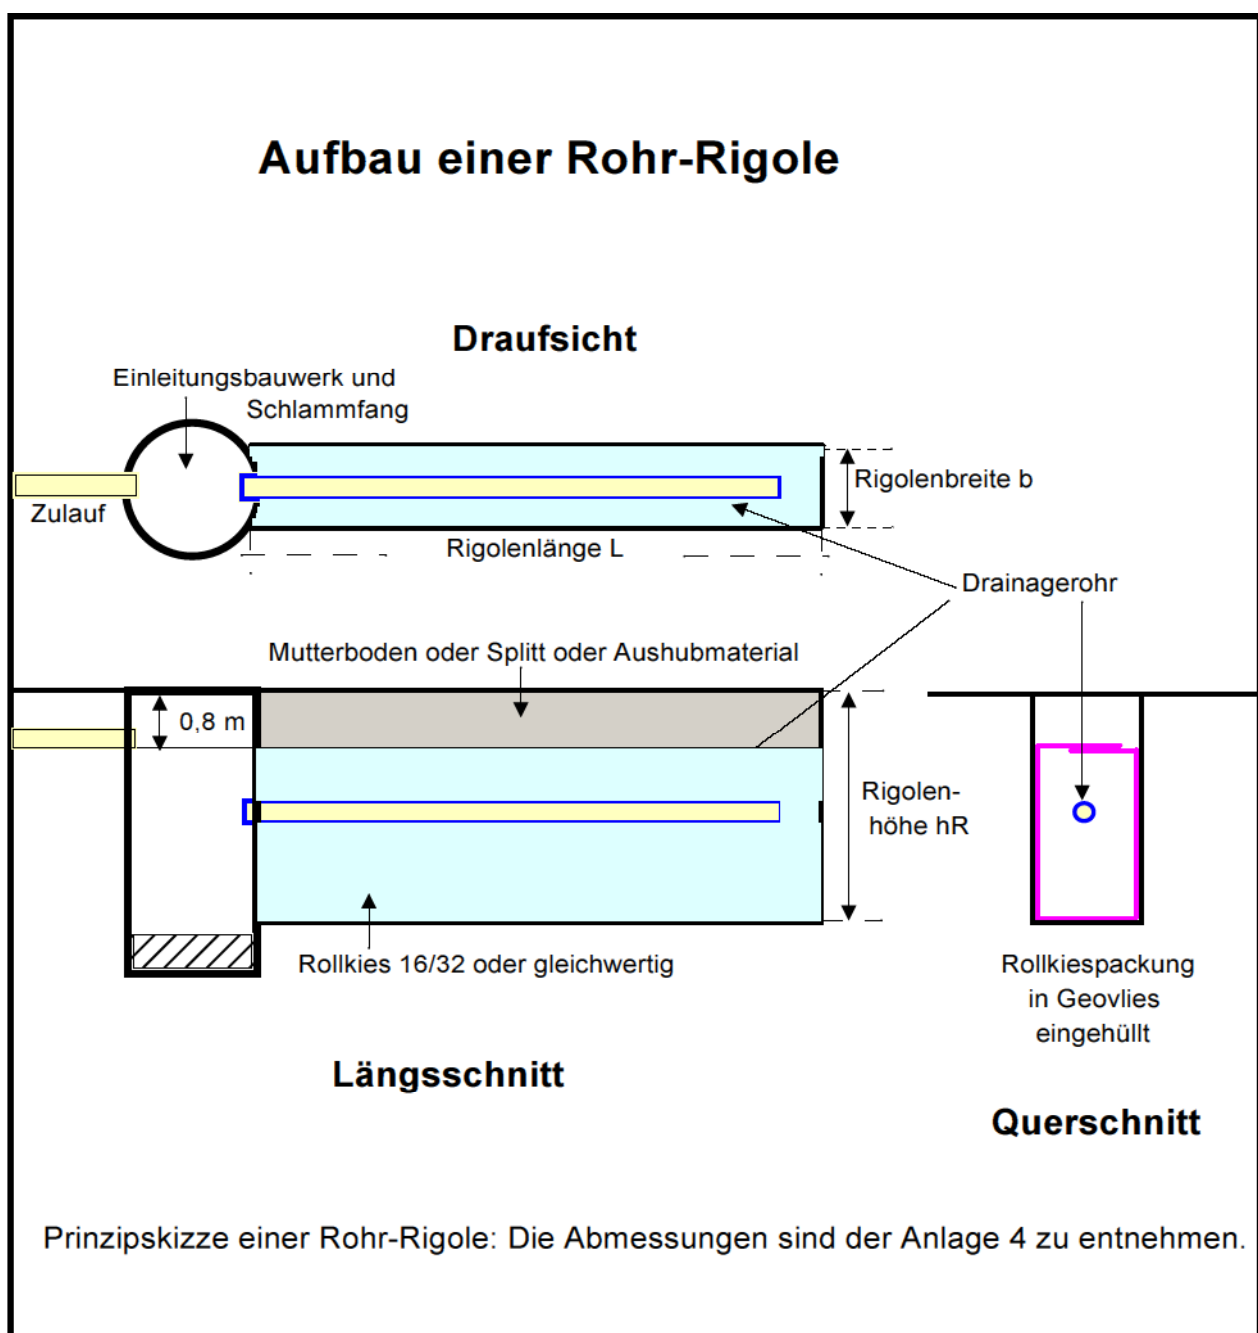 Aufbau einer Rohr-Rigole
Draufsicht
Einleitungsbauwerk und
Schlammfang
Zulauf
Rigolenbreite b
Rigolenlänge L
Drainagerohr
Mutterboden oder Splitt oder Aushubmaterial
0,8 m
Rigolen-
höhe hR
Rollkies 16/32 oder gleichwertig
Rollkiespackung
in Geovlies
eingehüllt
Längsschnitt
Querschnitt
Prinzipskizze einer Rohr-Rigole: Die Abmessungen sind der Anlage 4 zu entnehmen.